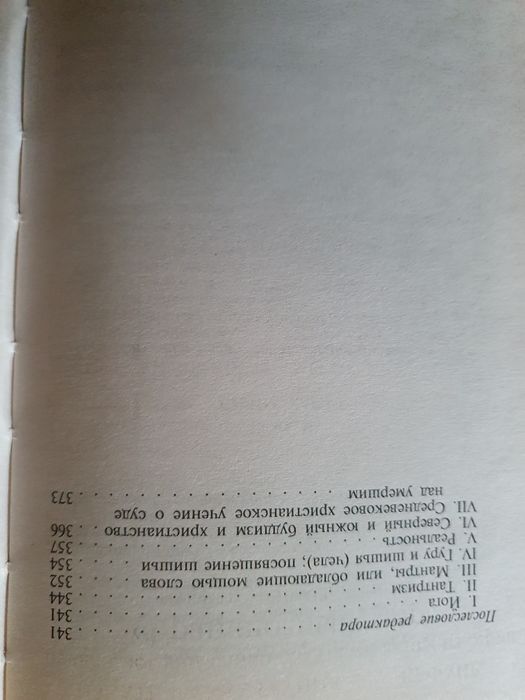 Послесловие редактора . . . . . . . . . . . . 341
I. Йога . . . . . . . . . . . . . . . . . . 341
II. Тантризм . . . . . . . . . . . . . . . . 344
III. Мантры, или обладающие мощью слова 352
IV. Гуру и шишья (чела); посвящение шишьи 354
V. Реальность . . . . . . . . . . . . . . . 357
VI. Северный и южный буддизм и христианство . . 366
VII. Средневековое христианское учение о суде
над умершим . . . . . . . . . . . . . . . 373